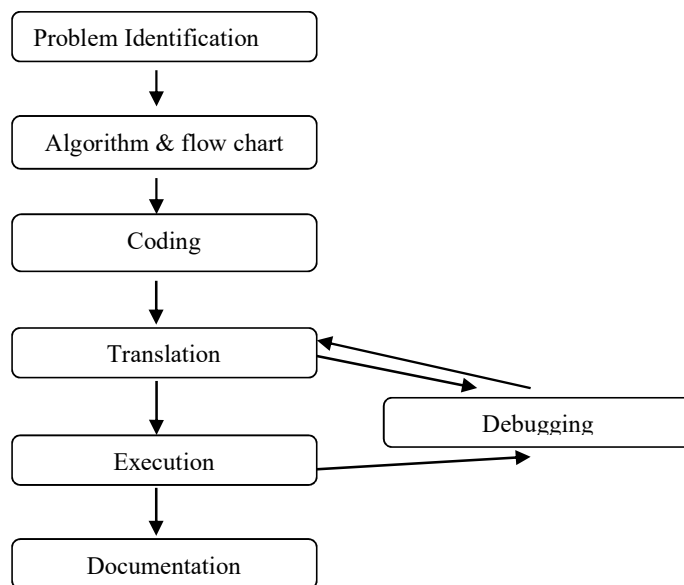 Problem Identification
Algorithm & flow chart
Coding
Translation
Debugging
Execution
Documentation